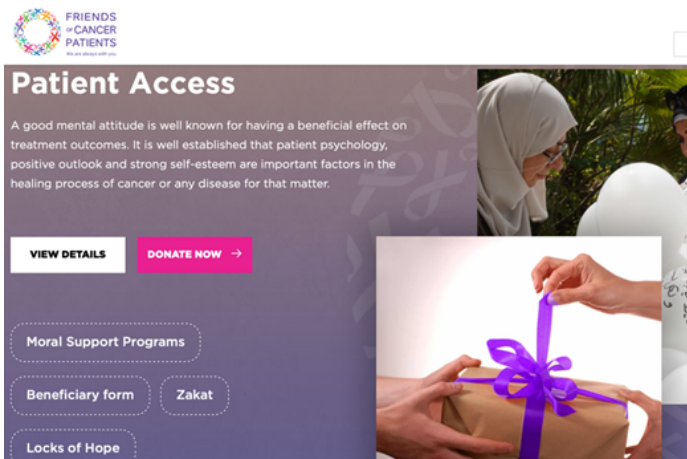 FRIENDS
OF CANCER
PATIENTS
We are always with you
Patient Access
A good mental attitude is well known for having a beneficial effect on
treatment outcomes. It is well established that patient psychology,
positive outlook and strong self-esteem are important factors in the
healing process of cancer or any disease for that matter.
VIEW DETAILS
DONATE NOW →
Moral Support Programs
Beneficiary form
Zakat
Locks of Hope